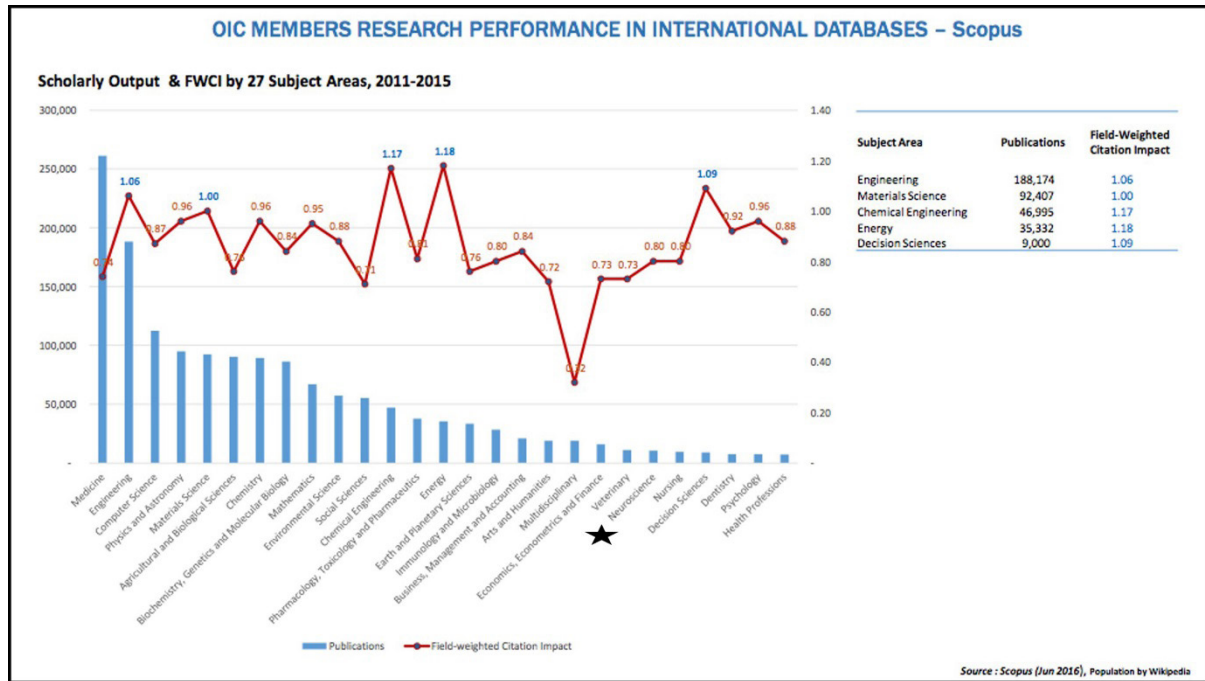 OIC MEMBERS RESEARCH PERFORMANCE IN INTERNATIONAL DATABASES – Scopus
Scholarly Output & FWCI by 27 Subject Areas, 2011-2015
300,000
250,000
200,000
150,000
100,000
50,000
-
1.40
1.20
1.00
0.80
0.60
0.40
0.20
-
0.74
1.06
0.87
0.96
1.00
0.76
0.96
0.84
0.95
0.88
0.71
1.17
0.81
1.18
0.76
0.80
0.84
0.72
0.32
0.73
0.73
0.80
0.80
1.09
0.92
0.96
0.88
Medicine
Engineering
Computer Science
Physics and Astronomy
Materials Science
Agricultural and Biological Sciences
Chemistry
Biochemistry, Genetics and Molecular Biology
Mathematics
Environmental Science
Social Sciences
Chemical Engineering
Pharmacology, Toxicology and Pharmaceutics
Energy
Earth and Planetary Sciences
Immunology and Microbiology
Business, Management and Accounting
Arts and Humanities
Multidisciplinary
Economics, Econometrics and Finance
Veterinary
Neuroscience
Nursing
Decision Sciences
Dentistry
Psychology
Health Professions
Publications
Field-weighted Citation Impact
Subject Area Publications Field-Weighted
Citation Impact
Engineering 188,174 1.06
Materials Science 92,407 1.00
Chemical Engineering 46,995 1.17
Energy 35,332 1.18
Decision Sciences 9,000 1.09
Source : Scopus (Jun 2016), Population by Wikipedia